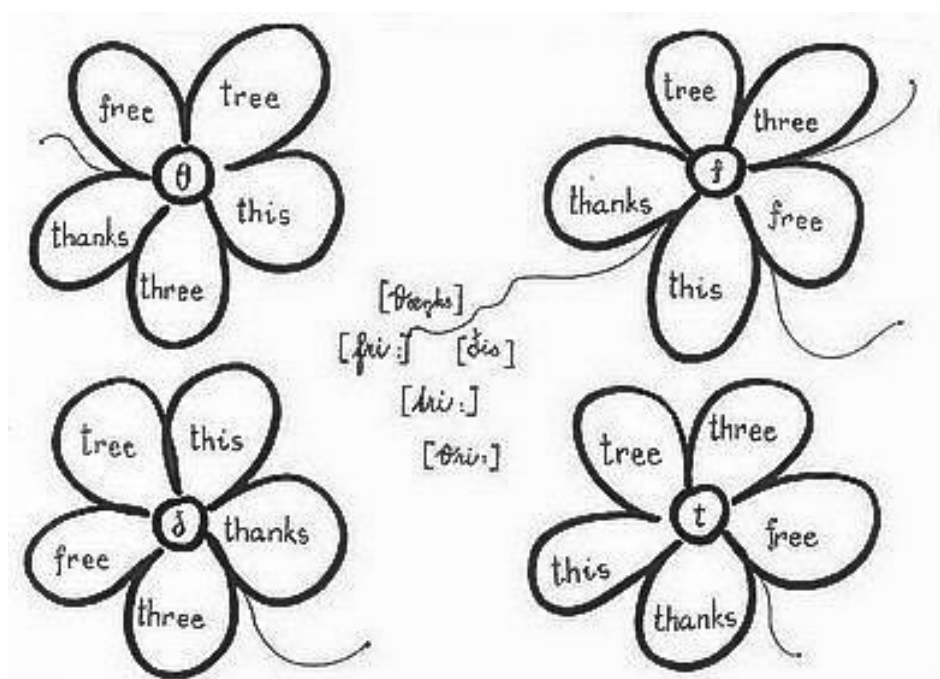 free
tree
θ
this
thanks
three
tree
three
f
free
thanks
this
[θæŋks]
[fri:]
[ðis]
[tri:]
[θri:]
tree
this
ð
thanks
free
three
tree
three
t
free
this
thanks